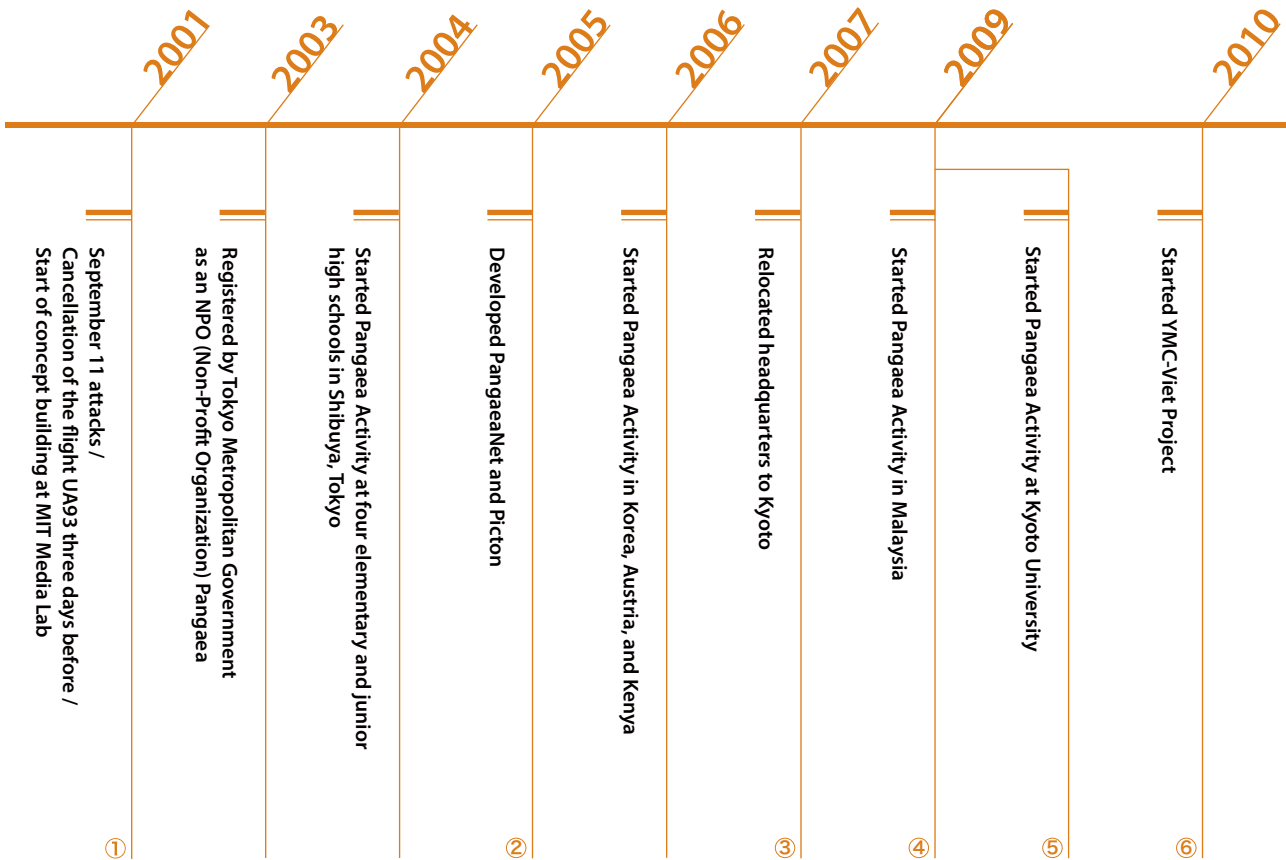 2001
September 11 attacks /
Cancellation of the flight UA93 three days before /
Start of concept building at MIT Media Lab
①
2003
Registered by Tokyo Metropolitan Government
as an NPO (Non-Profit Organization) Pangaea
2004
Started Pangaea Activity at four elementary and junior
high schools in Shibuya, Tokyo
2005
Developed PangaeaNet and Picton
②
2006
Started Pangaea Activity in Korea, Austria, and Kenya
2007
Relocated headquarters to Kyoto
③
2009
Started Pangaea Activity in Malaysia
④
Started Pangaea Activity at Kyoto University
⑤
2010
Started YMC-Viet Project
⑥